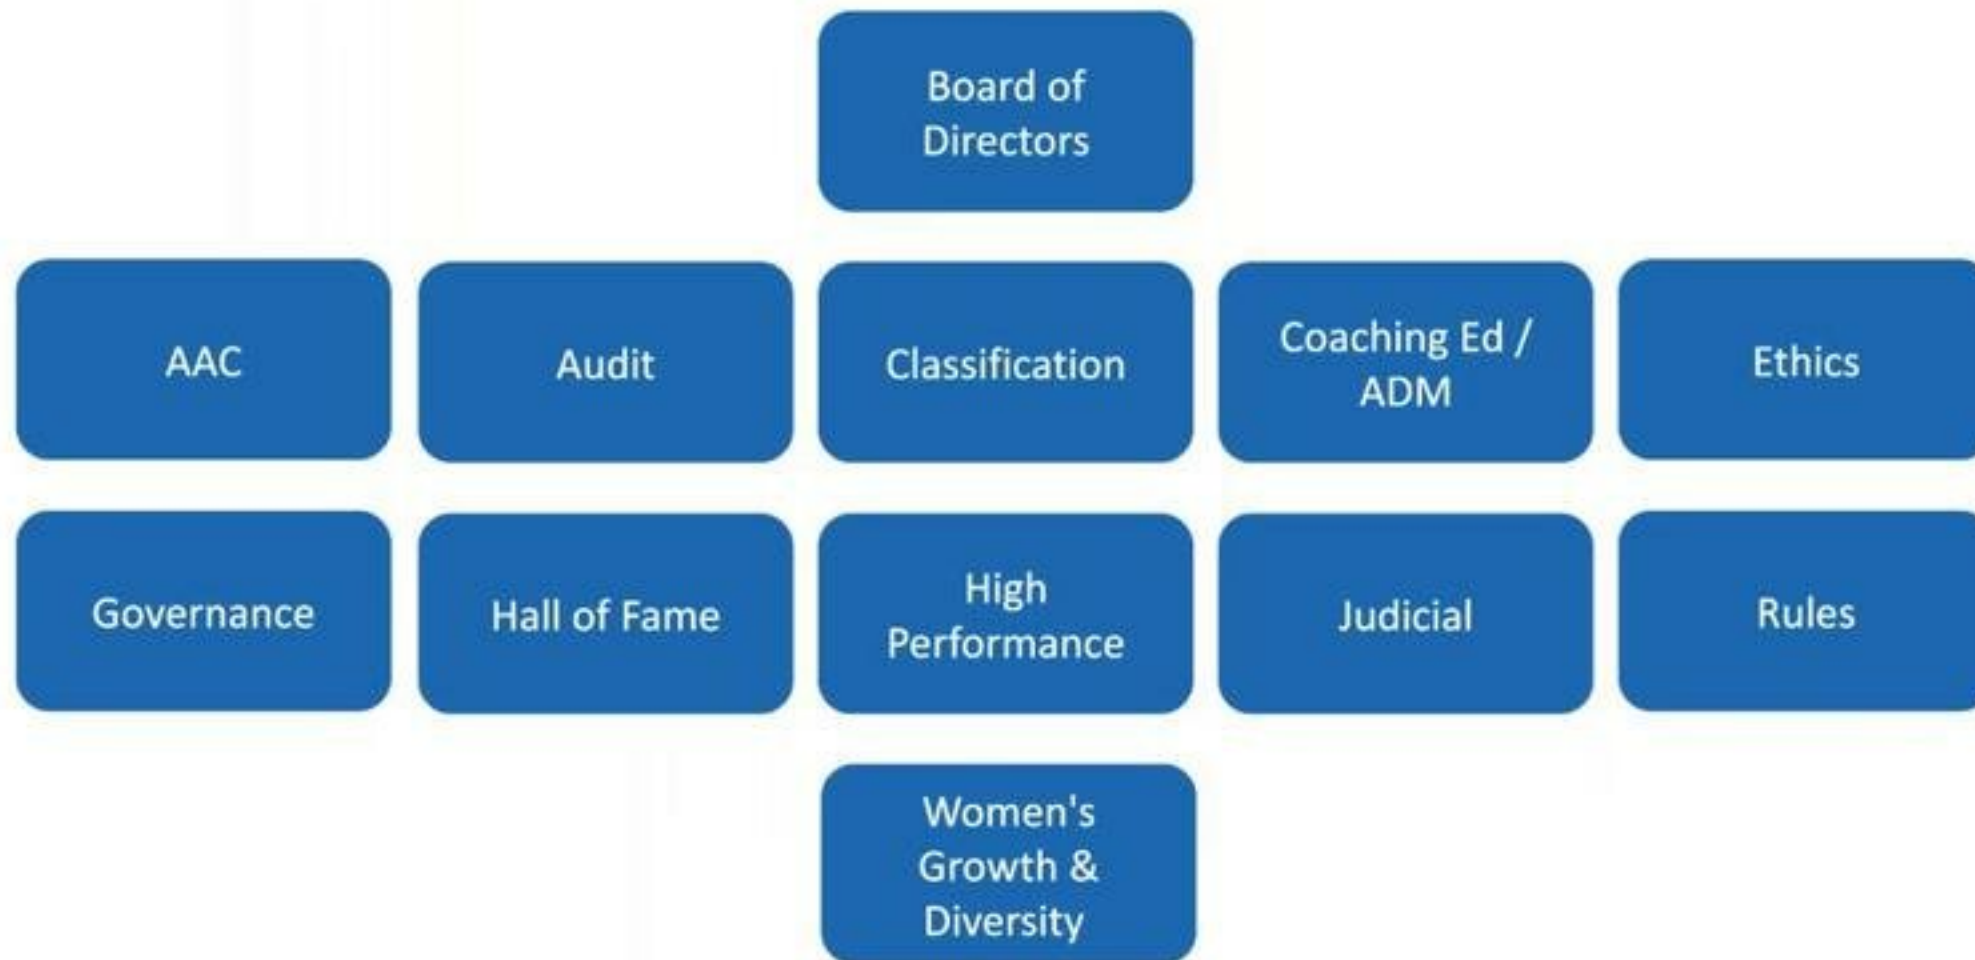 Board of
Directors
AAC
Audit
Classification
Coaching Ed /
ADM
Ethics
Governance
Hall of Fame
High
Performance
Judicial
Rules
Women's
Growth &
Diversity